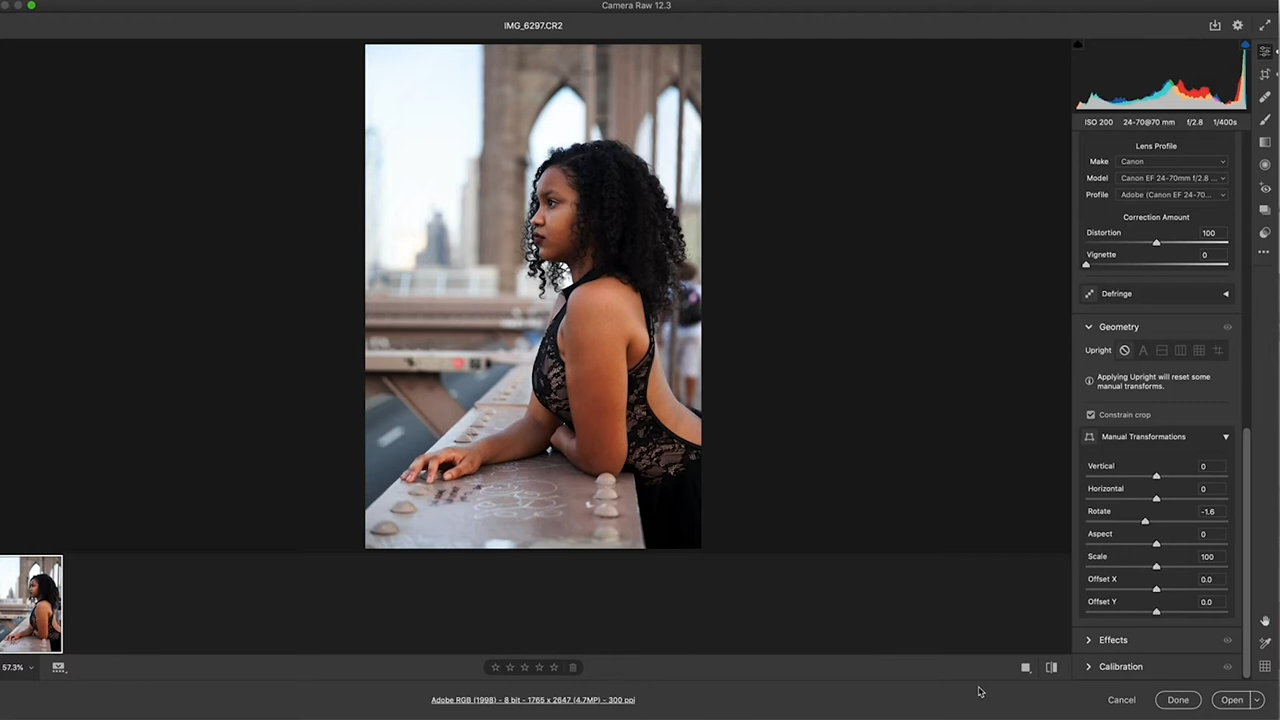 Camera Raw 12.3
IMG_6297.CR2
ISO 200 24-70@70 mm f/2.8 1/400s
Lens Profile
Make Canon
Model Canon EF 24-70mm f/2.8 ...
Profile Adobe (Canon EF 24-70...
Correction Amount
Distortion 100
Vignette 0
Defringe
Geometry
Upright A
Applying Upright will reset some
manual transforms.
Constrain crop
Manual Transformations
Vertical 0
Horizontal 0
Rotate -1.6
Aspect 0
Scale 100
Offset X 0.0
Offset Y 0.0
Effects
57.3%
Calibration
Adobe RGB (1998) - 8 bit - 1765 x 2647 (4.7MP) - 300 ppi
Cancel Done Open